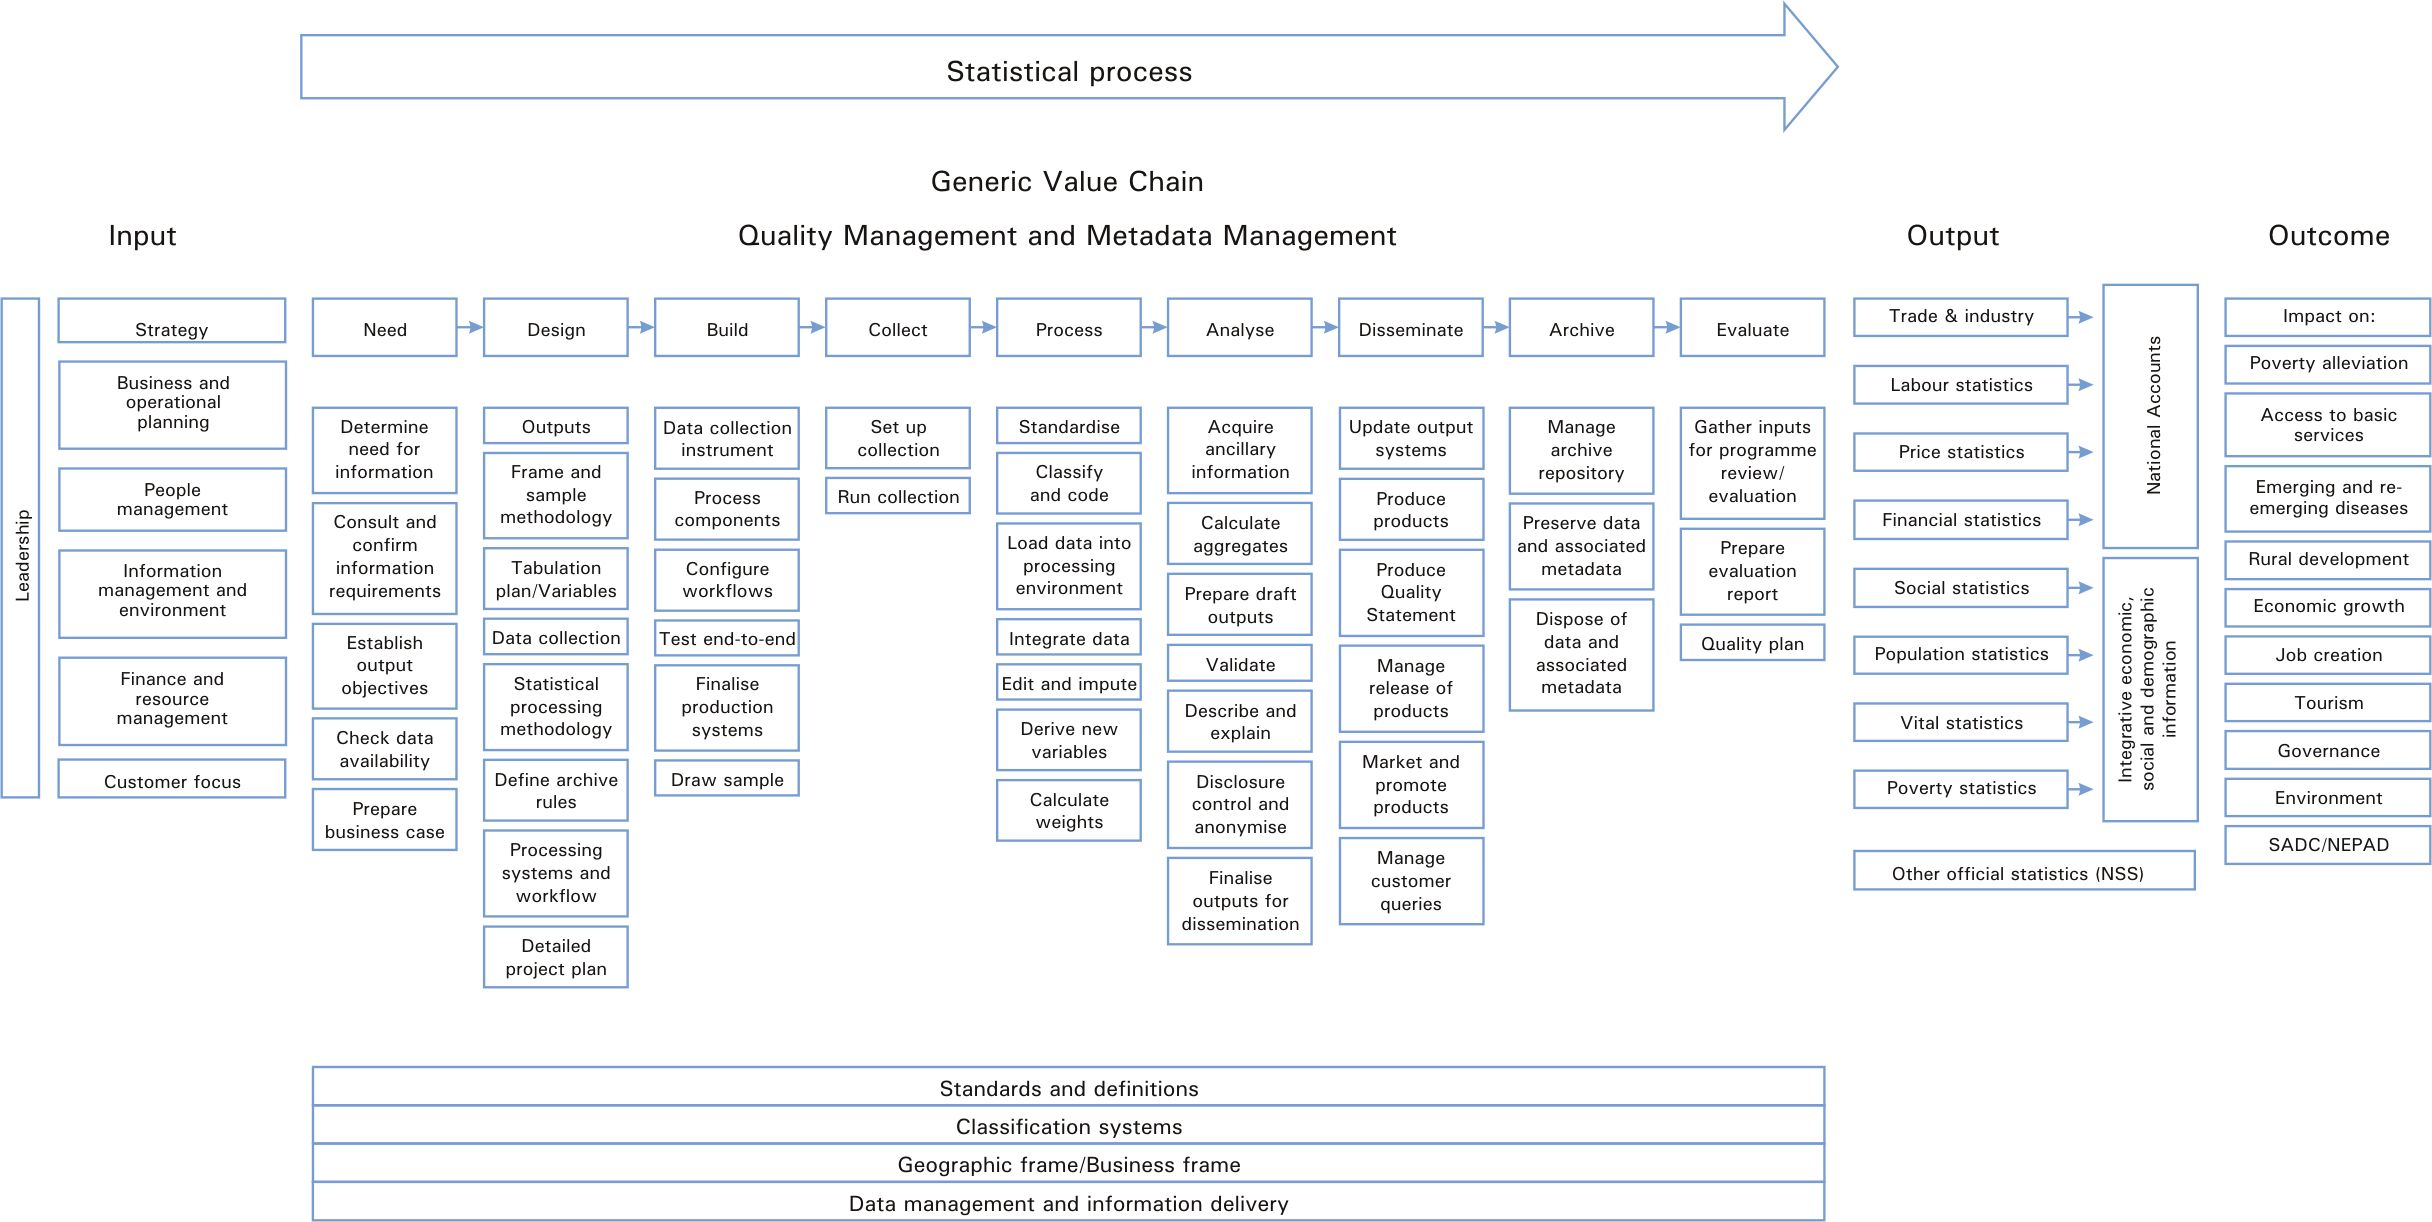 Statistical process
Generic Value Chain
Quality Management and Metadata Management
Input
Output
Outcome
Leadership
Strategy
Business and
operational
planning
People
management
Information
management and
environment
Finance and
resource
management
Customer focus
Need
Determine
need for
information
Consult and
confirm
information
requirements
Establish
output
objectives
Check data
availability
Prepare
business case
Design
Outputs
Frame and
sample
methodology
Tabulation
plan/Variables
Data collection
Statistical
processing
methodology
Define archive
rules
Processing
systems and
workflow
Detailed
project plan
Build
Data collection
instrument
Process
components
Configure
workflows
Test end-to-end
Finalise
production
systems
Draw sample
Collect
Set up
collection
Run collection
Process
Standardise
Classify
and code
Load data into
processing
environment
Integrate data
Edit and impute
Derive new
variables
Calculate
weights
Analyse
Acquire
ancillary
information
Calculate
aggregates
Prepare draft
outputs
Validate
Describe and
explain
Disclosure
control and
anonymise
Finalise
outputs for
dissemination
Disseminate
Update output
systems
Produce
products
Produce
Quality
Statement
Manage
release of
products
Market and
promote
products
Manage
customer
queries
Archive
Manage
archive
repository
Preserve data
and associated
metadata
Dispose of
data and
associated
metadata
Evaluate
Gather inputs
for programme
review/
evaluation
Prepare
evaluation
report
Quality plan
Trade & industry
Labour statistics
Price statistics
Financial statistics
Social statistics
Population statistics
Vital statistics
Poverty statistics
Other official statistics (NSS)
National Accounts
Integrative economic,
social and demographic
information
Impact on:
Poverty alleviation
Access to basic
services
Emerging and re-
emerging diseases
Rural development
Economic growth
Job creation
Tourism
Governance
Environment
SADC/NEPAD
Standards and definitions
Classification systems
Geographic frame/Business frame
Data management and information delivery